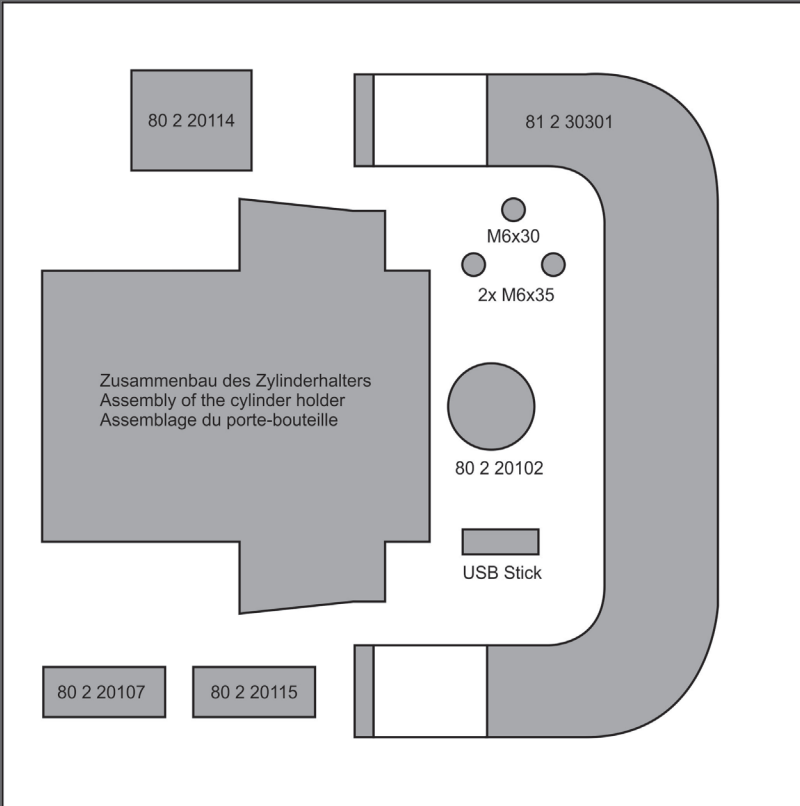 80 2 20114
81 2 30301
M6x30
2x M6x35
Zusammenbau des Zylinderhalters
Assembly of the cylinder holder
Assemblage du porte-bouteille
80 2 20102
USB Stick
80 2 20107
80 2 20115